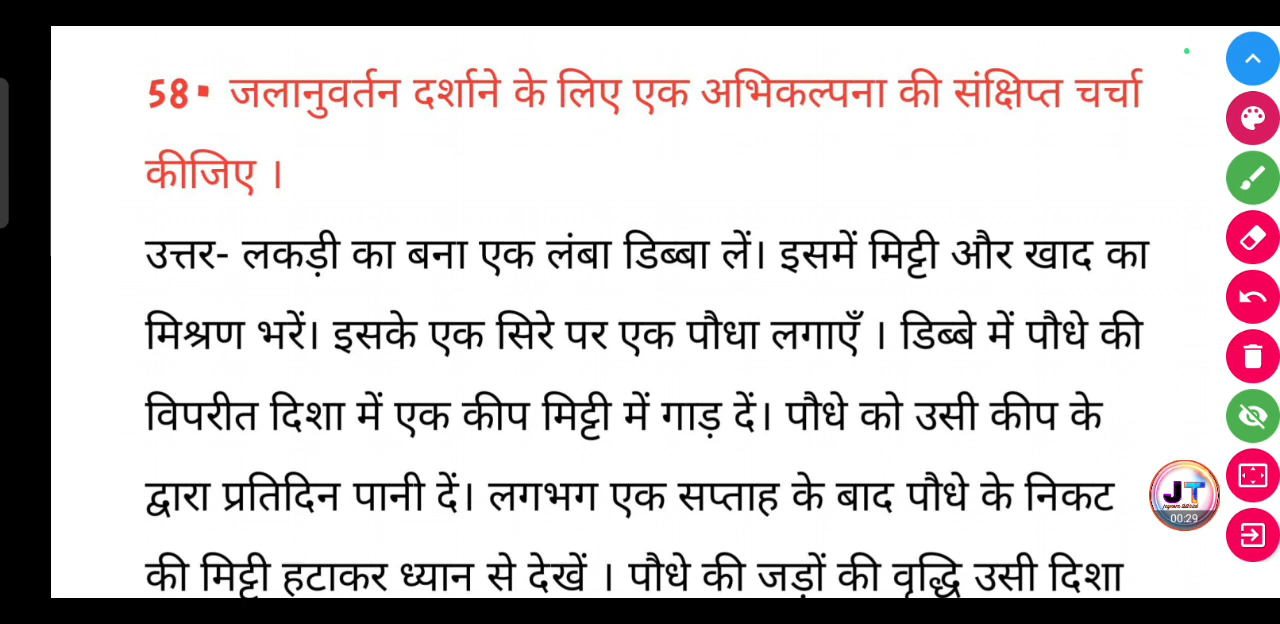 58. जलानुवर्तन दर्शाने के लिए एक अभिकल्पना की संक्षिप्त चर्चा
कीजिए ।
उत्तर- लकड़ी का बना एक लंबा डिब्बा लें। इसमें मिट्टी और खाद का
मिश्रण भरें। इसके एक सिरे पर एक पौधा लगाएँ । डिब्बे में पौधे की
विपरीत दिशा में एक कीप मिट्टी में गाड़ दें। पौधे को उसी कीप के
द्वारा प्रतिदिन पानी दें। लगभग एक सप्ताह के बाद पौधे के निकट
की मिट्टी हटाकर ध्यान से देखें । पौधे की जड़ों की वृद्धि उसी दिशा
JT
00:29